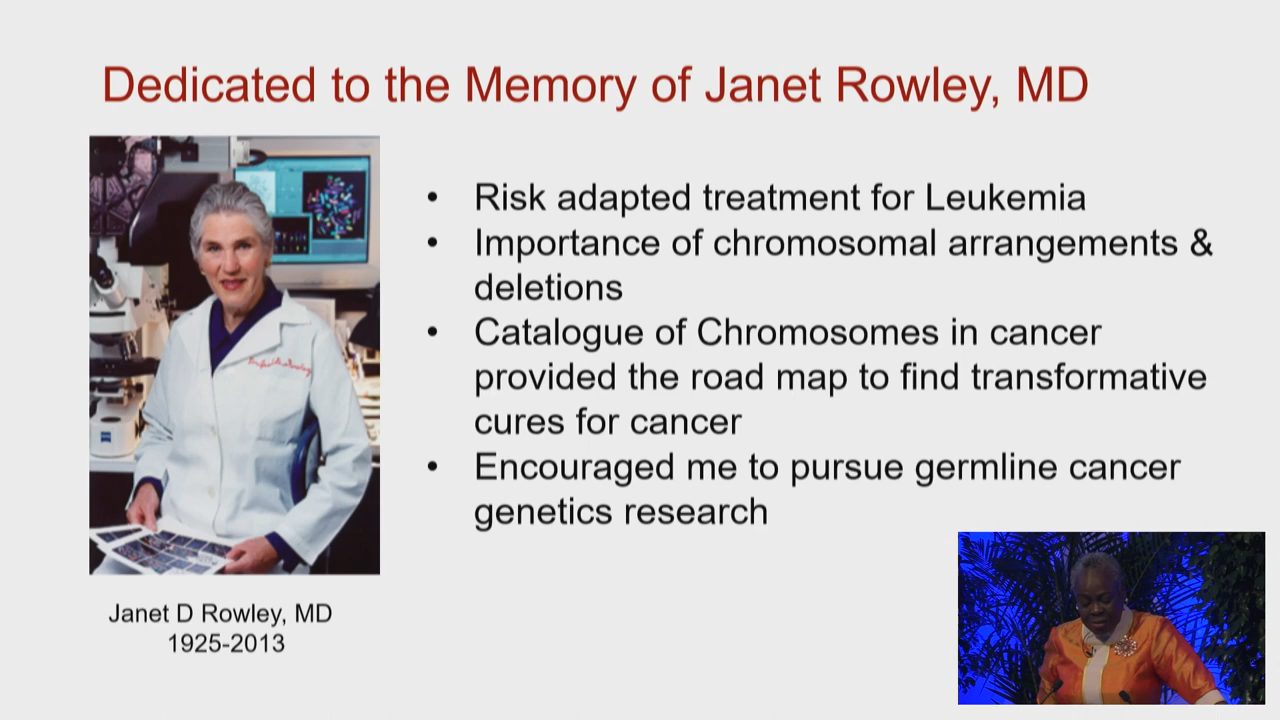 Dedicated to the Memory of Janet Rowley, MD
• Risk adapted treatment for Leukemia
• Importance of chromosomal arrangements &
deletions
• Catalogue of Chromosomes in cancer
provided the road map to find transformative
cures for cancer
• Encouraged me to pursue germline cancer
genetics research
Janet D Rowley, MD
1925-2013